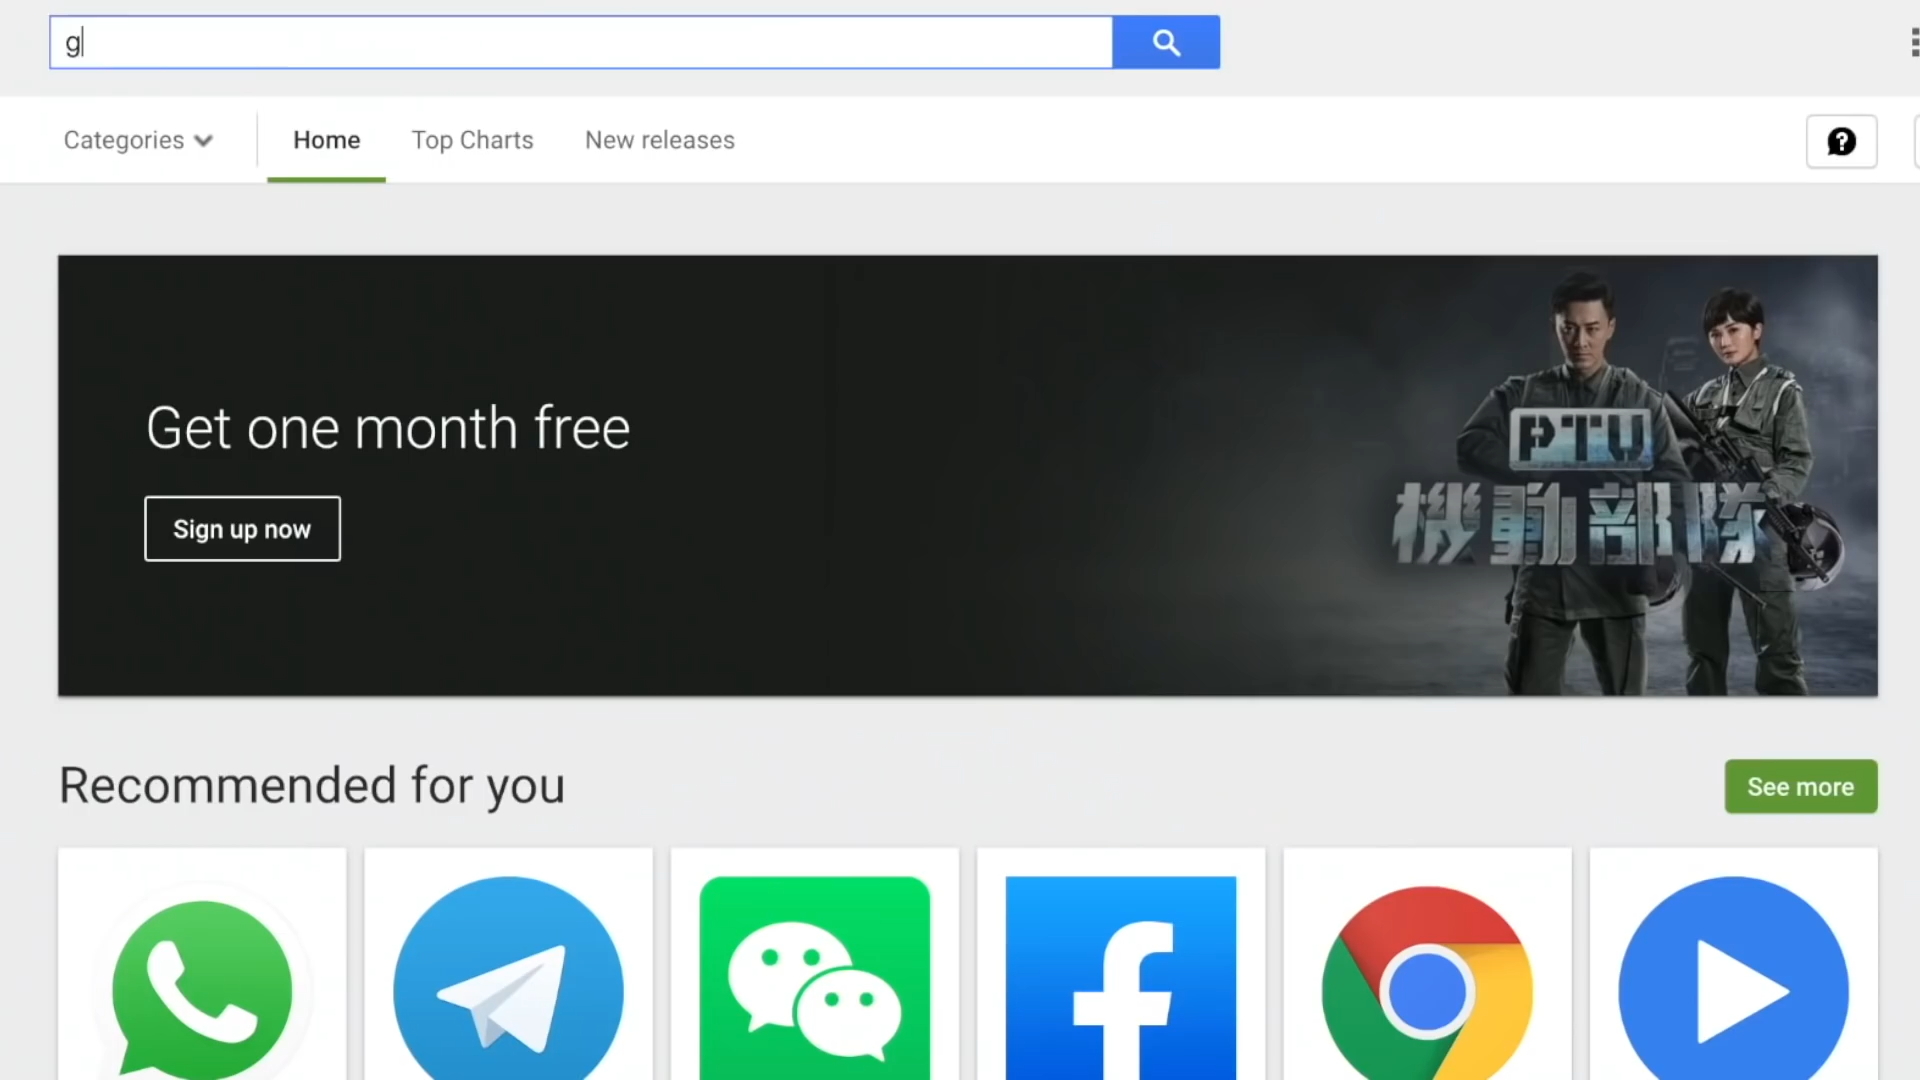 g
Categories
Home
Top Charts
New releases
Get one month free
Sign up now
PTU
機動部隊
Recommended for you
See more